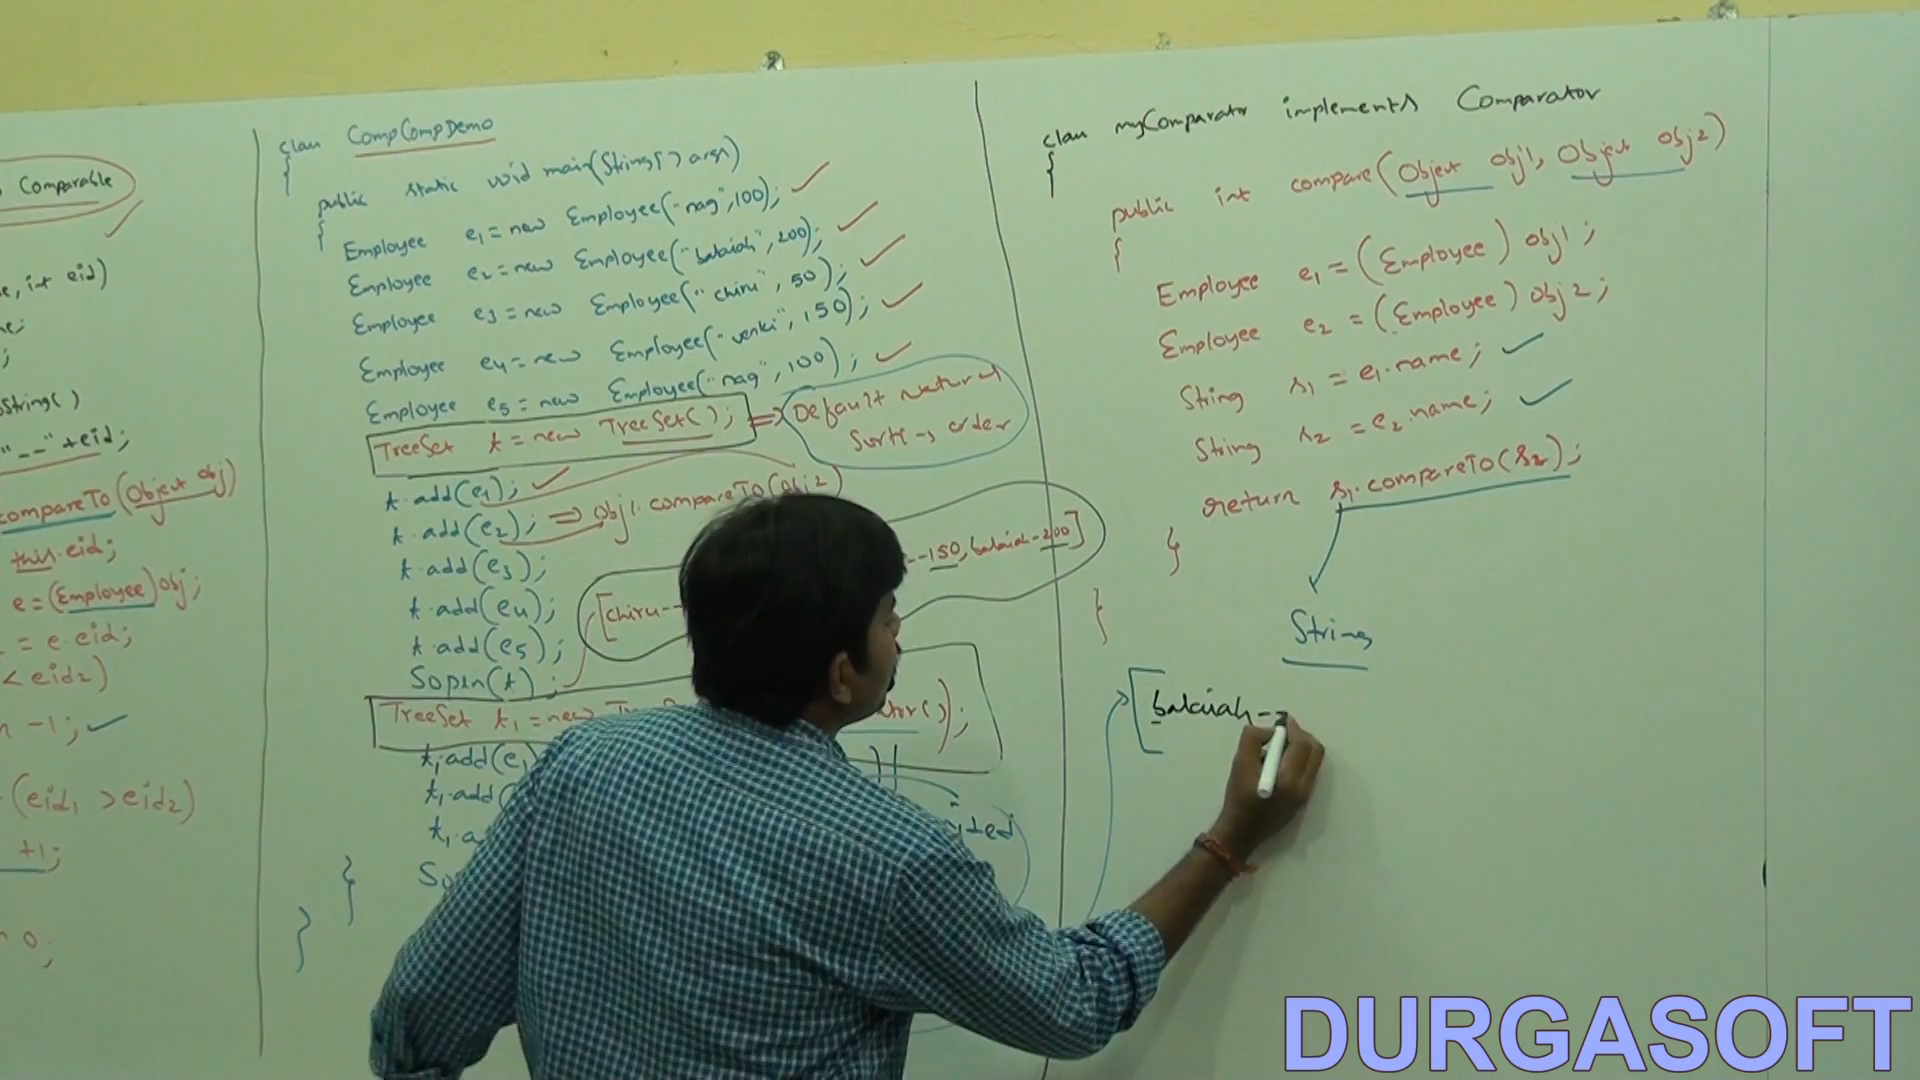 Comparable
e, int eid)
me;
;
String()
"__"+eid;
compareTo(Object obj)
this.eid;
e = (Employee)obj;
= e.eid;
< eid2)
n -1;
(eid1 > eid2)
+1;
n 0;
class CompCompDemo
{
public static void main(String[] args)
{
Employee e1 = new Employee("nag",100);
Employee e2 = new Employee("balaiah",200);
Employee e3 = new Employee("chiru",50);
Employee e4 = new Employee("venki",150);
Employee e5 = new Employee("nag",100);
TreeSet t = new TreeSet(); => Default natural
Sorting order
t.add(e1);
t.add(e2); => obj1.compareTo(obj2)
t.add(e3);
t.add(e4);
t.add(e5);
[chiru-- --150, balaiah-200]
Sopln(t);
TreeSet t1 = new ator());
t1.add(e1
t1.add(
t1.a
}
}
class myComparator implements Comparator
{
public int compare(Object obj1, Object obj2)
{
Employee e1 = (Employee) obj1;
Employee e2 = (Employee) obj2;
String s1 = e1.name;
String s2 = e2.name;
return s1.compareTo(s2);
}
}
String
[balaiah--
DURGASOFT